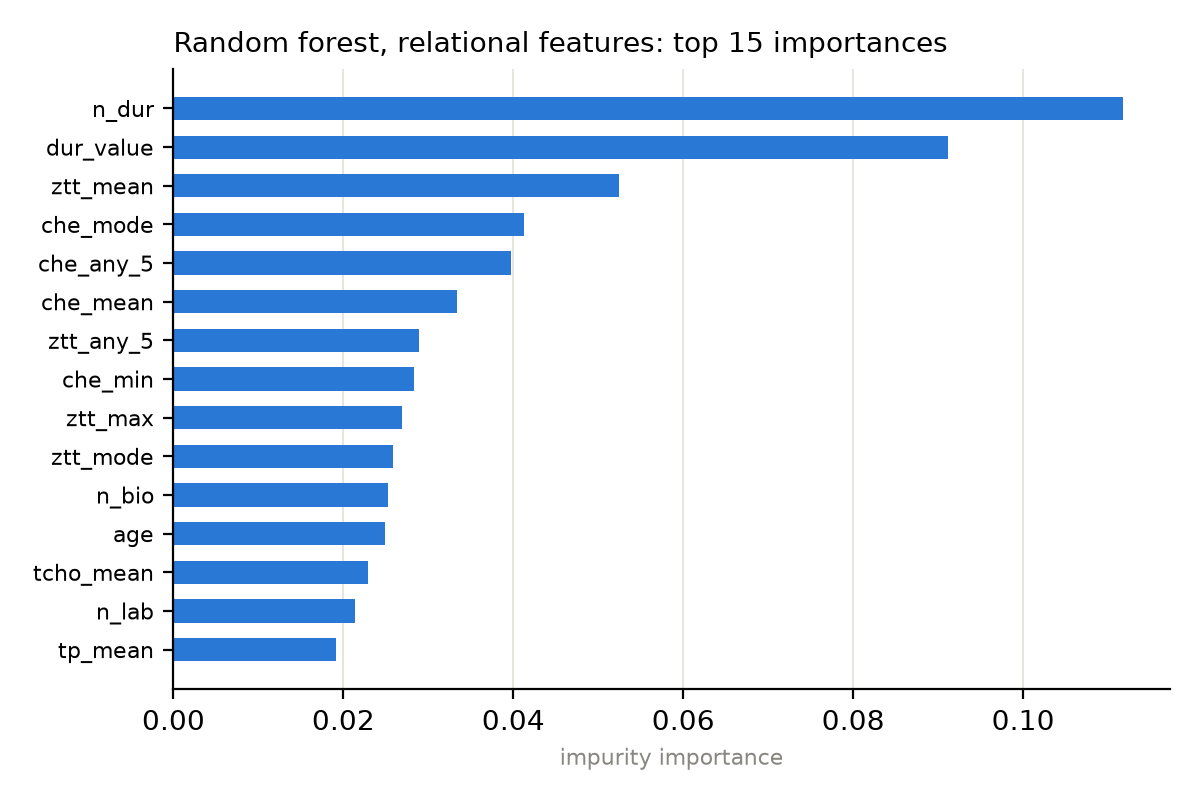 Random forest, relational features: top 15 importances
n_dur
dur_value
ztt_mean
che_mode
che_any_5
che_mean
ztt_any_5
che_min
ztt_max
ztt_mode
n_bio
age
tcho_mean
n_lab
tp_mean
0.00 0.02 0.04 0.06 0.08 0.10
impurity importance